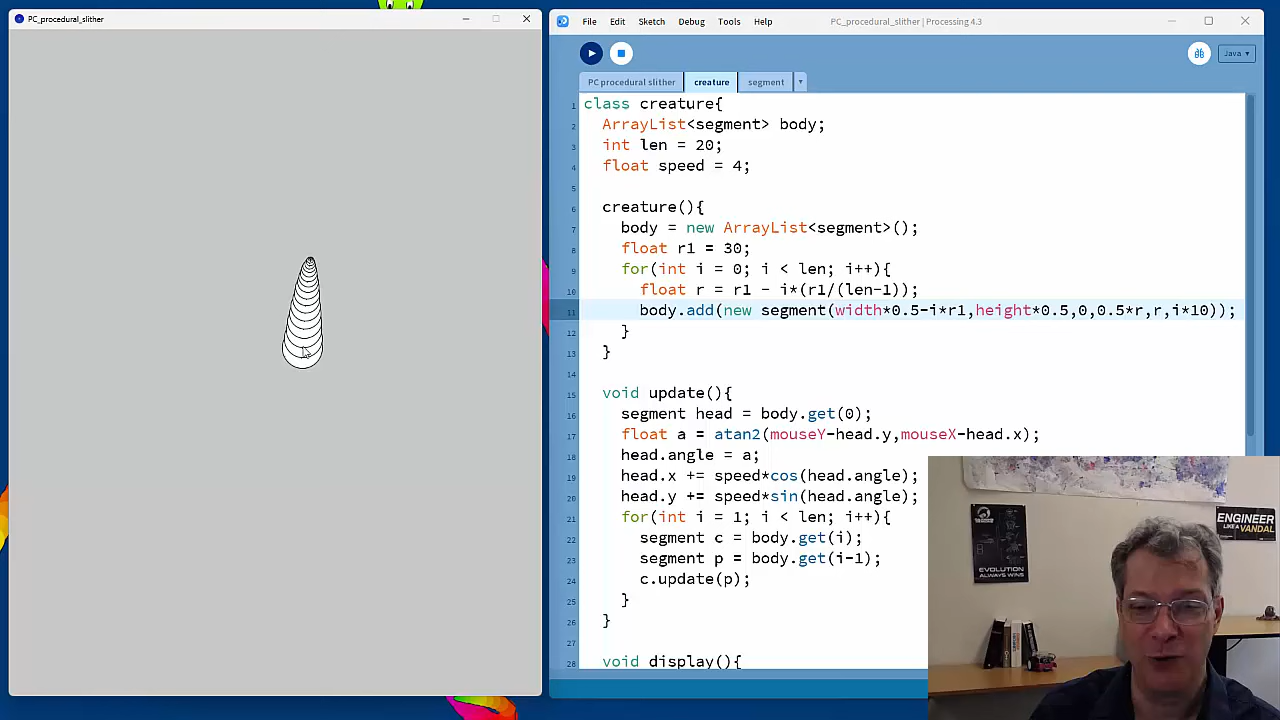 PC_procedural_slither
File Edit Sketch Debug Tools Help
PC_procedural_slither | Processing 4.3
Java
PC procedural slither creature segment
1 class creature{
2 ArrayList<segment> body;
3 int len = 20;
4 float speed = 4;
5
6 creature(){
7 body = new ArrayList<segment>();
8 float r1 = 30;
9 for(int i = 0; i < len; i++){
10 float r = r1 - i*(r1/(len-1));
11 body.add(new segment(width*0.5-i*r1,height*0.5,0,0.5*r,r,i*10));
12 }
13 }
14
15 void update(){
16 segment head = body.get(0);
17 float a = atan2(mouseY-head.y,mouseX-head.x);
18 head.angle = a;
19 head.x += speed*cos(head.angle);
20 head.y += speed*sin(head.angle);
21 for(int i = 1; i < len; i++){
22 segment c = body.get(i);
23 segment p = body.get(i-1);
24 c.update(p);
25 }
26 }
27
28 void display(){
EVOLUTION
ALWAYS WINS
ENGINEER
LIKE A
VANDAL